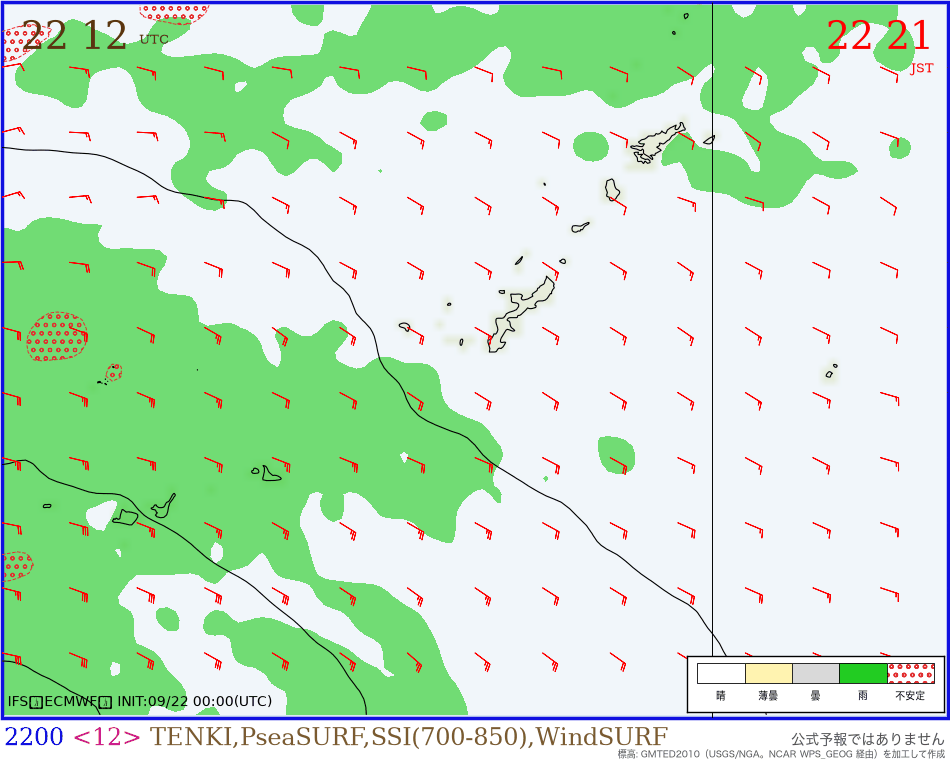 22 12 UTC
22 21
JST
晴 薄曇 曇 雨 不安定
IFS□ECMWF□ INIT:09/22 00:00(UTC)
2200 <12> TENKI,PseaSURF,SSI(700-850),WindSURF
公式予報ではありません
標高: GMTED2010（USGS/NGA。NCAR WPS_GEOG 経由）を加工して作成